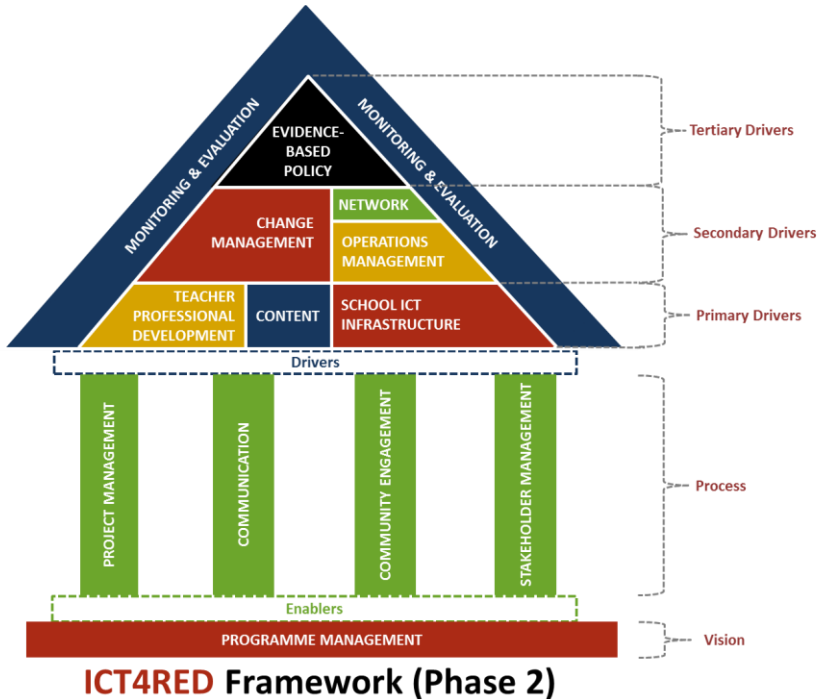 MONITORING & EVALUATION
MONITORING & EVALUATION
EVIDENCE-
BASED
POLICY
Tertiary Drivers
CHANGE
MANAGEMENT
NETWORK
OPERATIONS
MANAGEMENT
Secondary Drivers
TEACHER
PROFESSIONAL
DEVELOPMENT
CONTENT
SCHOOL ICT
INFRASTRUCTURE
Primary Drivers
Drivers
PROJECT MANAGEMENT
COMMUNICATION
COMMUNITY ENGAGEMENT
STAKEHOLDER MANAGEMENT
Process
Enablers
PROGRAMME MANAGEMENT
Vision
ICT4RED Framework (Phase 2)